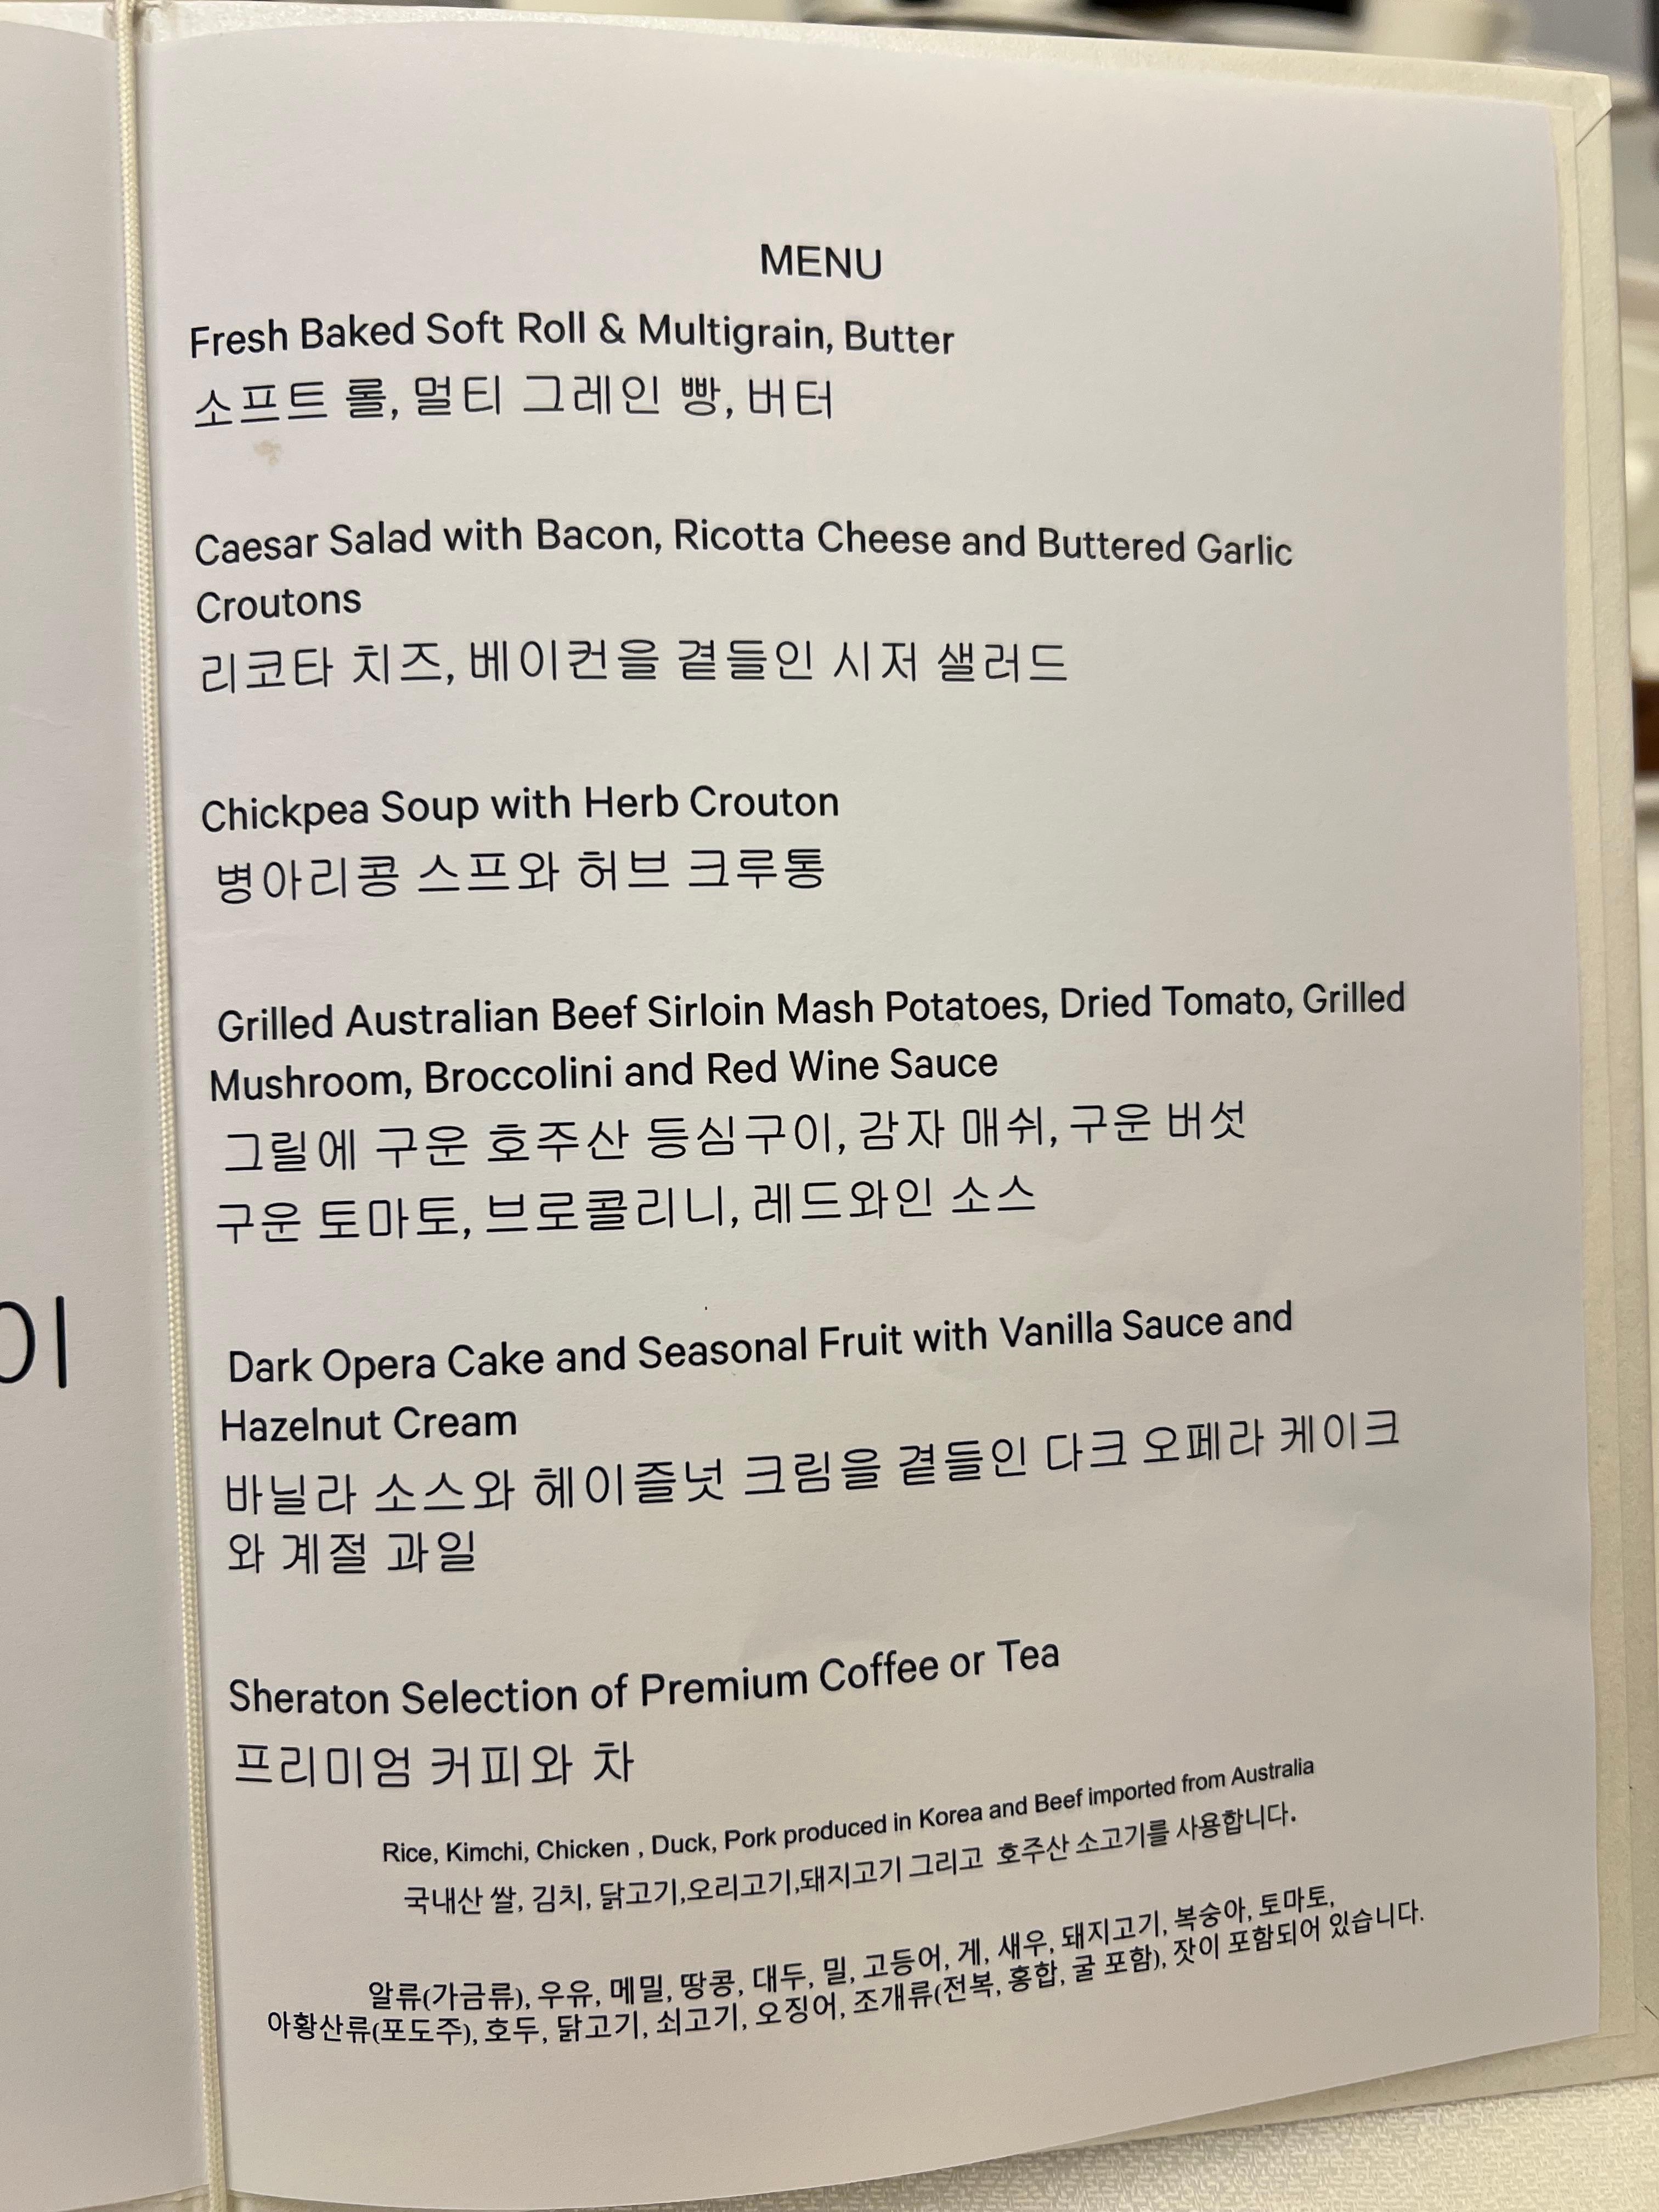 MENU
Fresh Baked Soft Roll & Multigrain, Butter
소프트 롤, 멀티 그레인 빵, 버터
Caesar Salad with Bacon, Ricotta Cheese and Buttered Garlic
Croutons
리코타 치즈, 베이컨을 곁들인 시저 샐러드
Chickpea Soup with Herb Crouton
병아리콩 스프와 허브 크루통
Grilled Australian Beef Sirloin Mash Potatoes, Dried Tomato, Grilled
Mushroom, Broccolini and Red Wine Sauce
그릴에 구운 호주산 등심구이, 감자 매쉬, 구운 버섯
구운 토마토, 브로콜리니, 레드와인 소스
이
Dark Opera Cake and Seasonal Fruit with Vanilla Sauce and
Hazelnut Cream
바닐라 소스와 헤이즐넛 크림을 곁들인 다크 오페라 케이크
와 계절 과일
Sheraton Selection of Premium Coffee or Tea
프리미엄 커피와 차
Rice, Kimchi, Chicken , Duck, Pork produced in Korea and Beef imported from Australia
국내산 쌀, 김치, 닭고기,오리고기,돼지고기 그리고 호주산 소고기를 사용합니다.
알류(가금류), 우유, 메밀, 땅콩, 대두, 밀, 고등어, 게, 새우, 돼지고기, 복숭아, 토마토,
아황산류(포도주), 호두, 닭고기, 쇠고기, 오징어, 조개류(전복, 홍합, 굴 포함), 잣이 포함되어 있습니다.